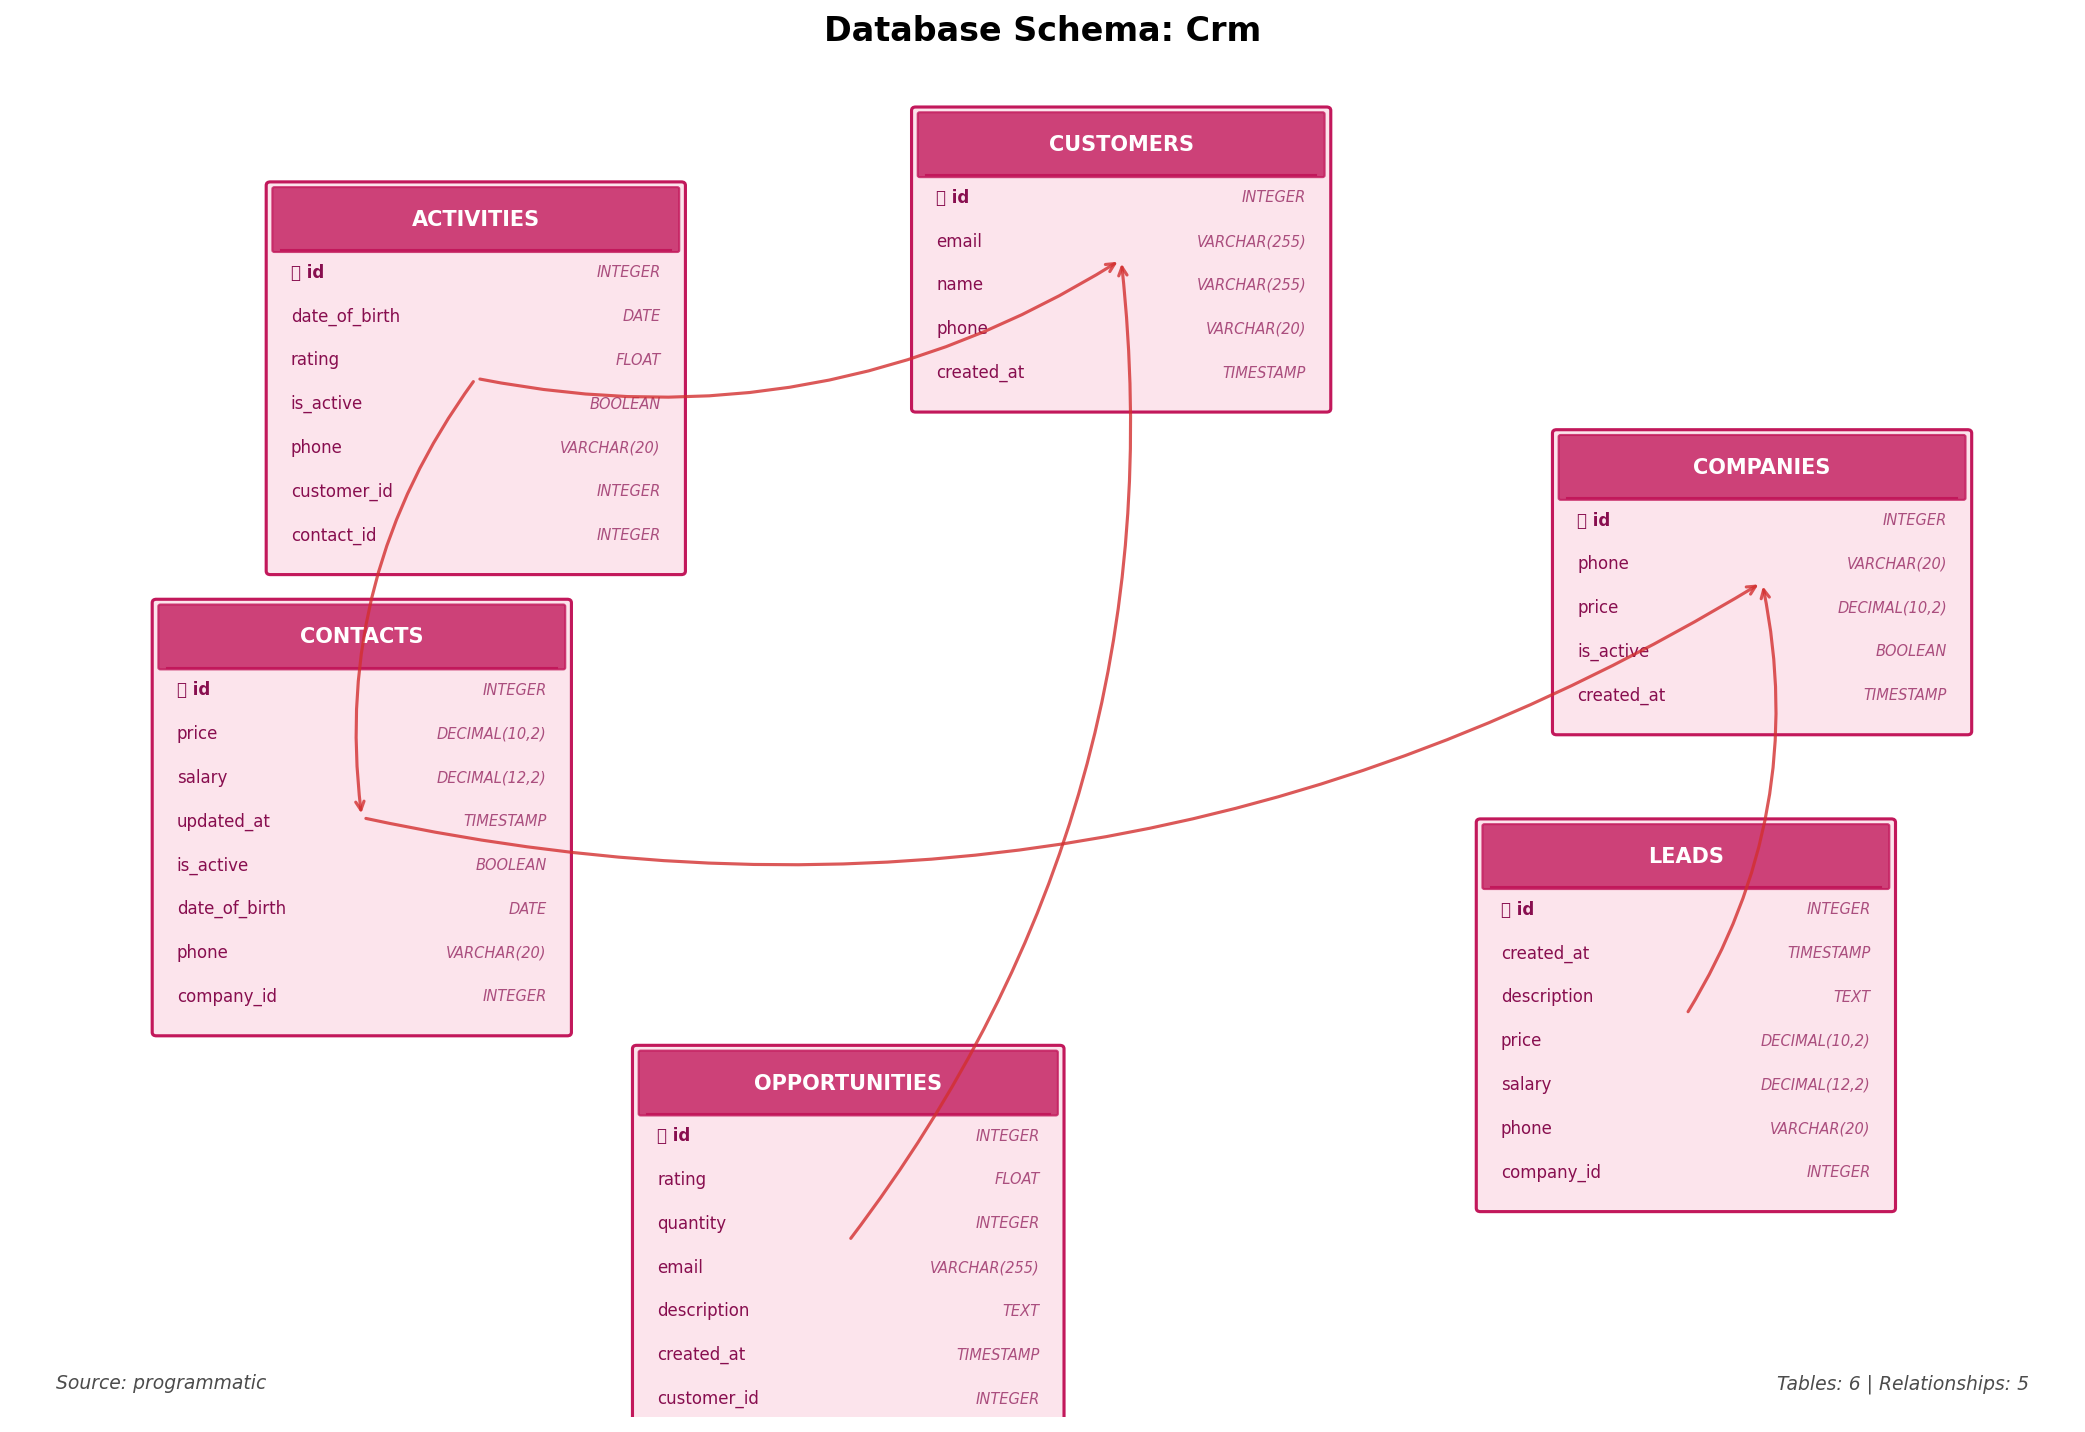 Database Schema: Crm
CUSTOMERS
id INTEGER
email VARCHAR(255)
name VARCHAR(255)
phone VARCHAR(20)
created_at TIMESTAMP
ACTIVITIES
id INTEGER
date_of_birth DATE
rating FLOAT
is_active BOOLEAN
phone VARCHAR(20)
customer_id INTEGER
contact_id INTEGER
COMPANIES
id INTEGER
phone VARCHAR(20)
price DECIMAL(10,2)
is_active BOOLEAN
created_at TIMESTAMP
CONTACTS
id INTEGER
price DECIMAL(10,2)
salary DECIMAL(12,2)
updated_at TIMESTAMP
is_active BOOLEAN
date_of_birth DATE
phone VARCHAR(20)
company_id INTEGER
LEADS
id INTEGER
created_at TIMESTAMP
description TEXT
price DECIMAL(10,2)
salary DECIMAL(12,2)
phone VARCHAR(20)
company_id INTEGER
OPPORTUNITIES
id INTEGER
rating FLOAT
quantity INTEGER
email VARCHAR(255)
description TEXT
created_at TIMESTAMP
customer_id INTEGER
Source: programmatic
Tables: 6 | Relationships: 5